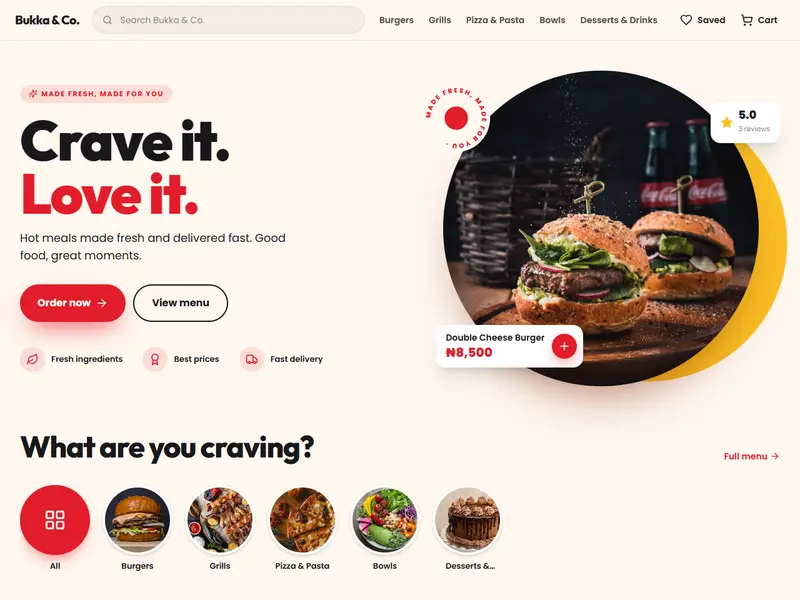 Bukka & Co.
Search Bukka & Co.
Burgers
Grills
Pizza & Pasta
Bowls
Desserts & Drinks
Saved
Cart
MADE FRESH, MADE FOR YOU
Crave it.
Love it.
Hot meals made fresh and delivered fast. Good
food, great moments.
Order now
View menu
Fresh ingredients
Best prices
Fast delivery
MADE FRESH, MADE FOR YOU •
5.0
3 reviews
Coca-Cola
Double Cheese Burger
₦8,500
What are you craving?
Full menu
All
Burgers
Grills
Pizza & Pasta
Bowls
Desserts &...